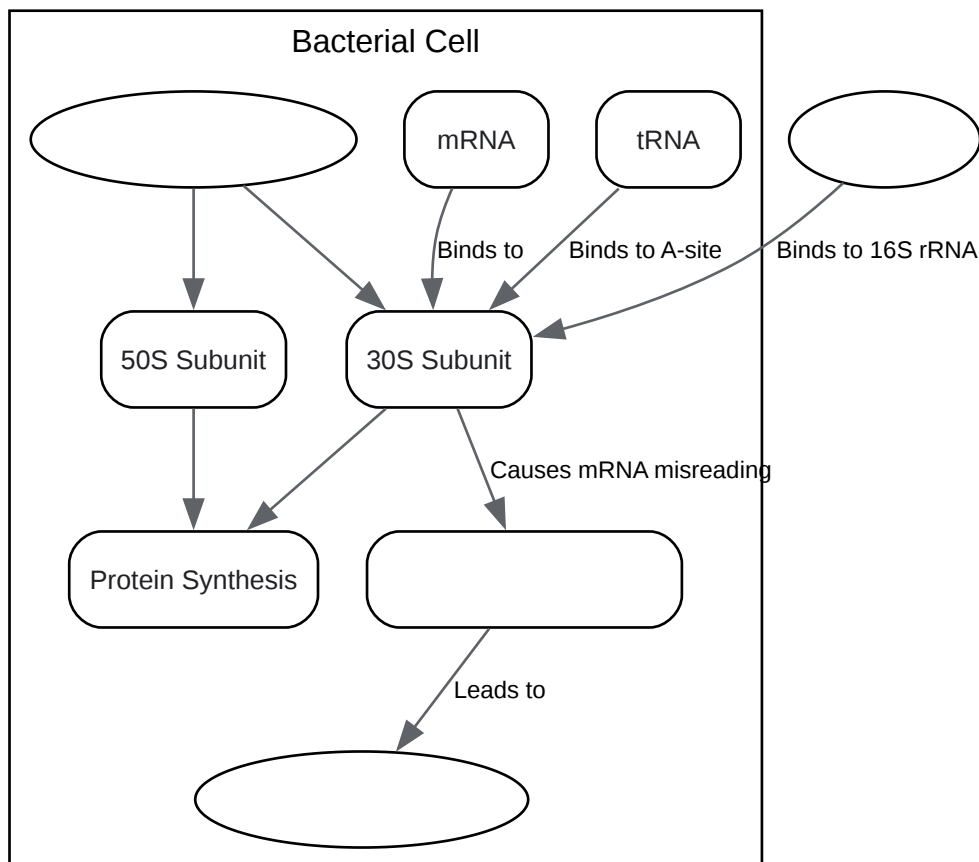 Bacterial Cell
mRNA
tRNA
Binds to
Binds to A-site
Binds to 16S rRNA
50S Subunit
30S Subunit
Causes mRNA misreading
Protein Synthesis
Leads to